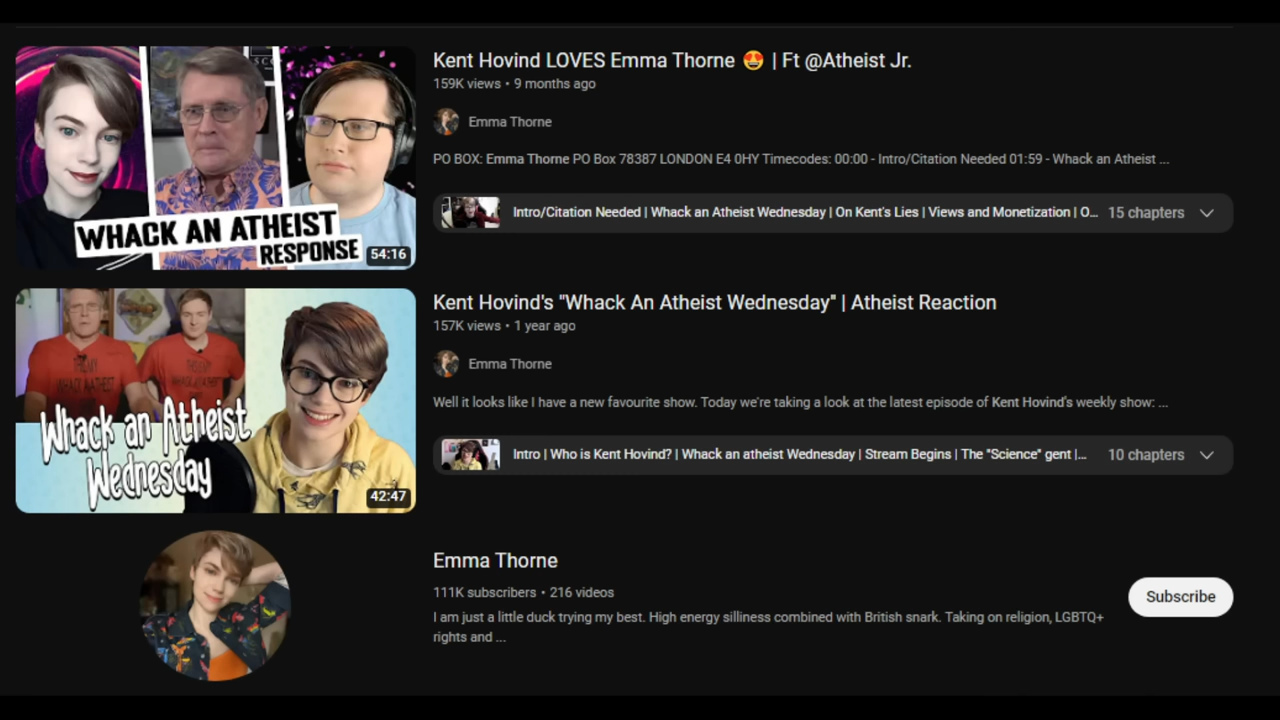 Kent Hovind LOVES Emma Thorne 😍 | Ft @Atheist Jr.
159K views • 9 months ago
Emma Thorne
PO BOX: Emma Thorne PO Box 78387 LONDON E4 0HY Timecodes: 00:00 - Intro/Citation Needed 01:59 - Whack an Atheist ...
Intro/Citation Needed | Whack an Atheist Wednesday | On Kent's Lies | Views and Monetization | O...
15 chapters
WHACK AN ATHEIST
RESPONSE
54:16
Kent Hovind's "Whack An Atheist Wednesday" | Atheist Reaction
157K views • 1 year ago
Emma Thorne
Well it looks like I have a new favourite show. Today we're taking a look at the latest episode of Kent Hovind's weekly show: ...
Intro | Who is Kent Hovind? | Whack an atheist Wednesday | Stream Begins | The "Science" gent |...
10 chapters
Whack an Atheist
Wednesday
42:47
Emma Thorne
111K subscribers • 216 videos
I am just a little duck trying my best. High energy silliness combined with British snark. Taking on religion, LGBTQ+
rights and ...
Subscribe